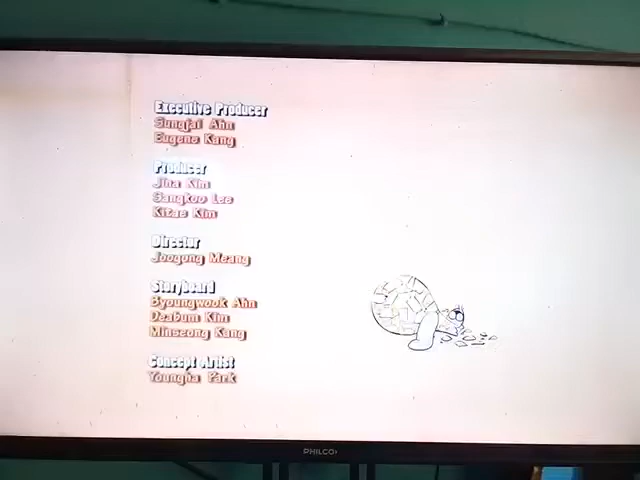 Executive Producer
Sungjai Ahn
Eugene Kang
Producer
Jina Kim
Sangkoo Lee
Kitae Kim
Director
Joogong Meang
Storyboard
Byoungwook Ahn
Deabum Kim
Minseong Kang
Concept Artist
Youngha Park
PHILCO